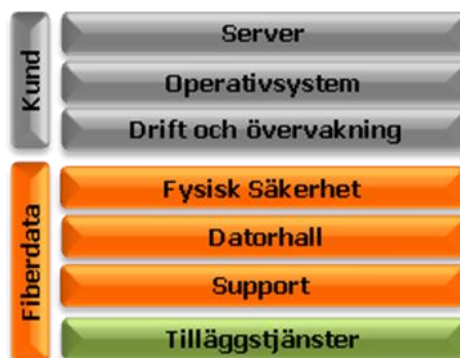 Kund
Server
Operativsystem
Drift och övervakning
Fiberdata
Fysisk Säkerhet
Datorhall
Support
Tilläggstjänster